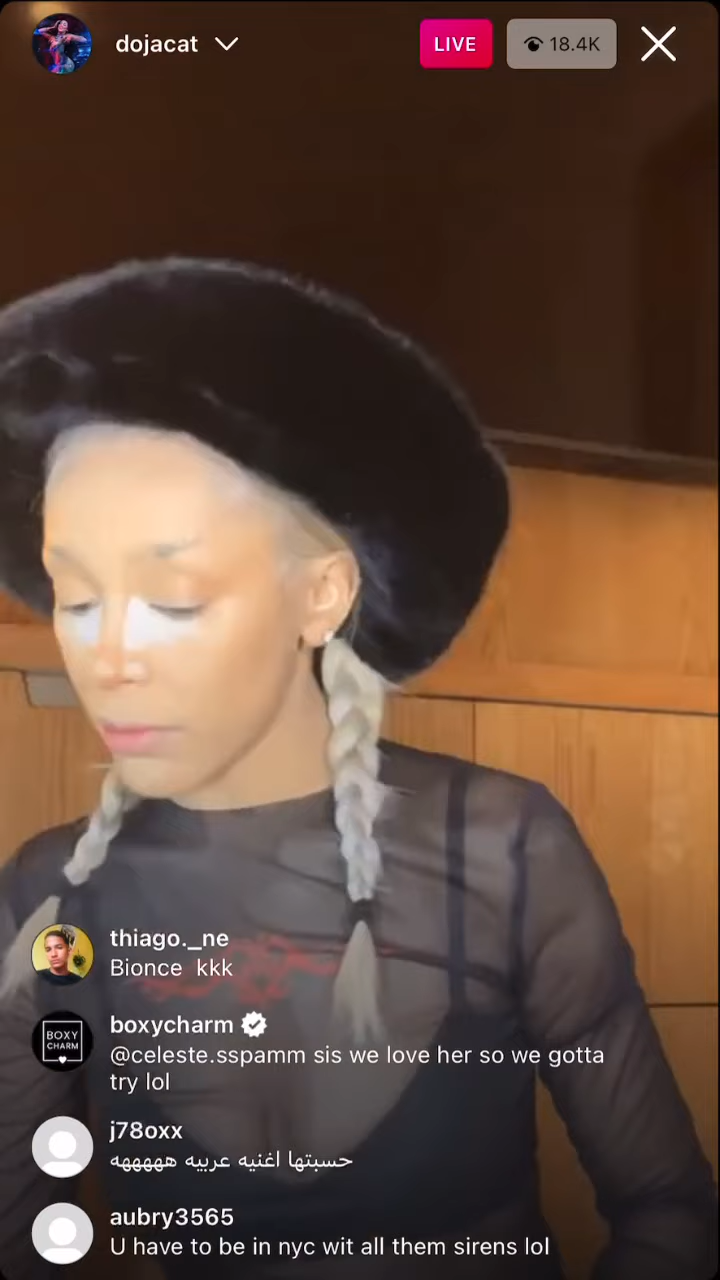 dojacat
LIVE
18.4K
thiago._ne
Bionce kkk
BOXY
CHARM
boxycharm
@celeste.sspamm sis we love her so we gotta
try lol
j78oxx
حسبتها اغنيه عربيه هههههه
aubry3565
U have to be in nyc wit all them sirens lol